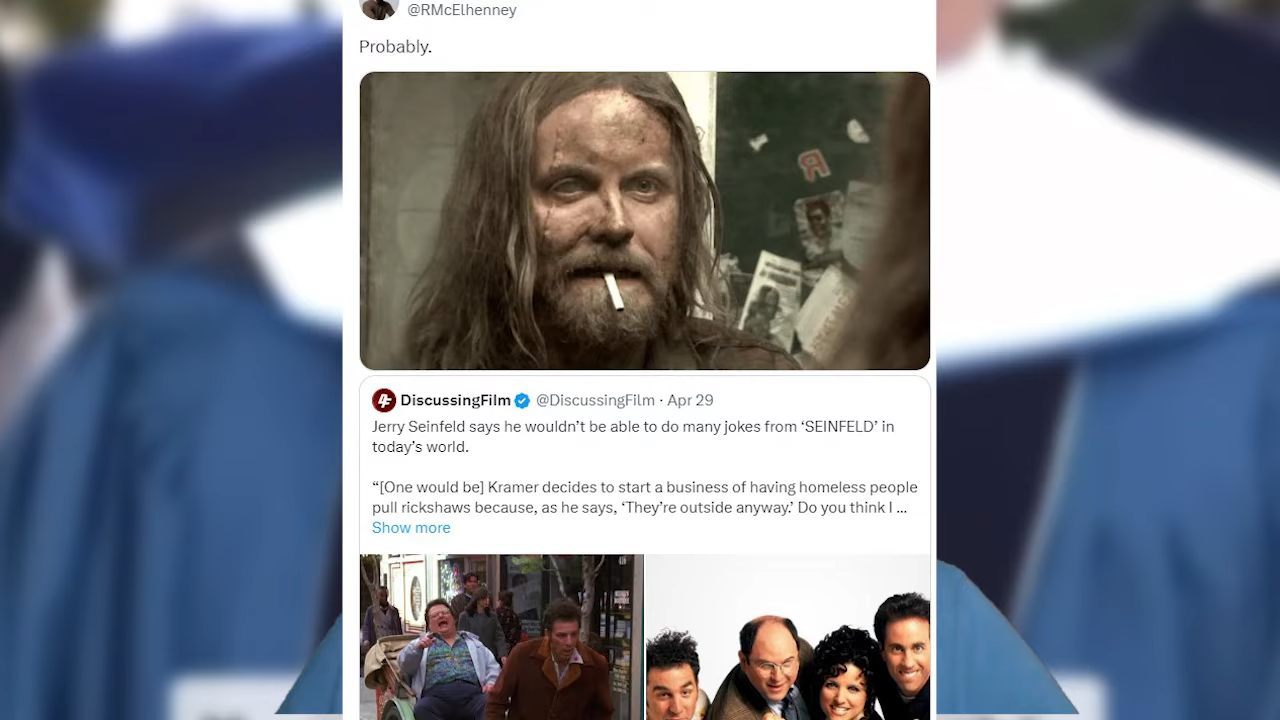 @RMcElhenney
Probably.
DiscussingFilm @DiscussingFilm · Apr 29
Jerry Seinfeld says he wouldn’t be able to do many jokes from ‘SEINFELD’ in
today’s world.
“[One would be] Kramer decides to start a business of having homeless people
pull rickshaws because, as he says, ‘They’re outside anyway.’ Do you think I ...
Show more